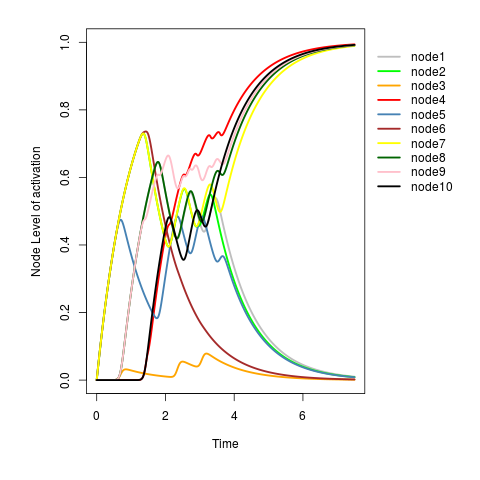 1.0
0.8
0.6
0.4
0.2
0.0
Node Level of activation
0
2
4
6
Time
node1
node2
node3
node4
node5
node6
node7
node8
node9
node10